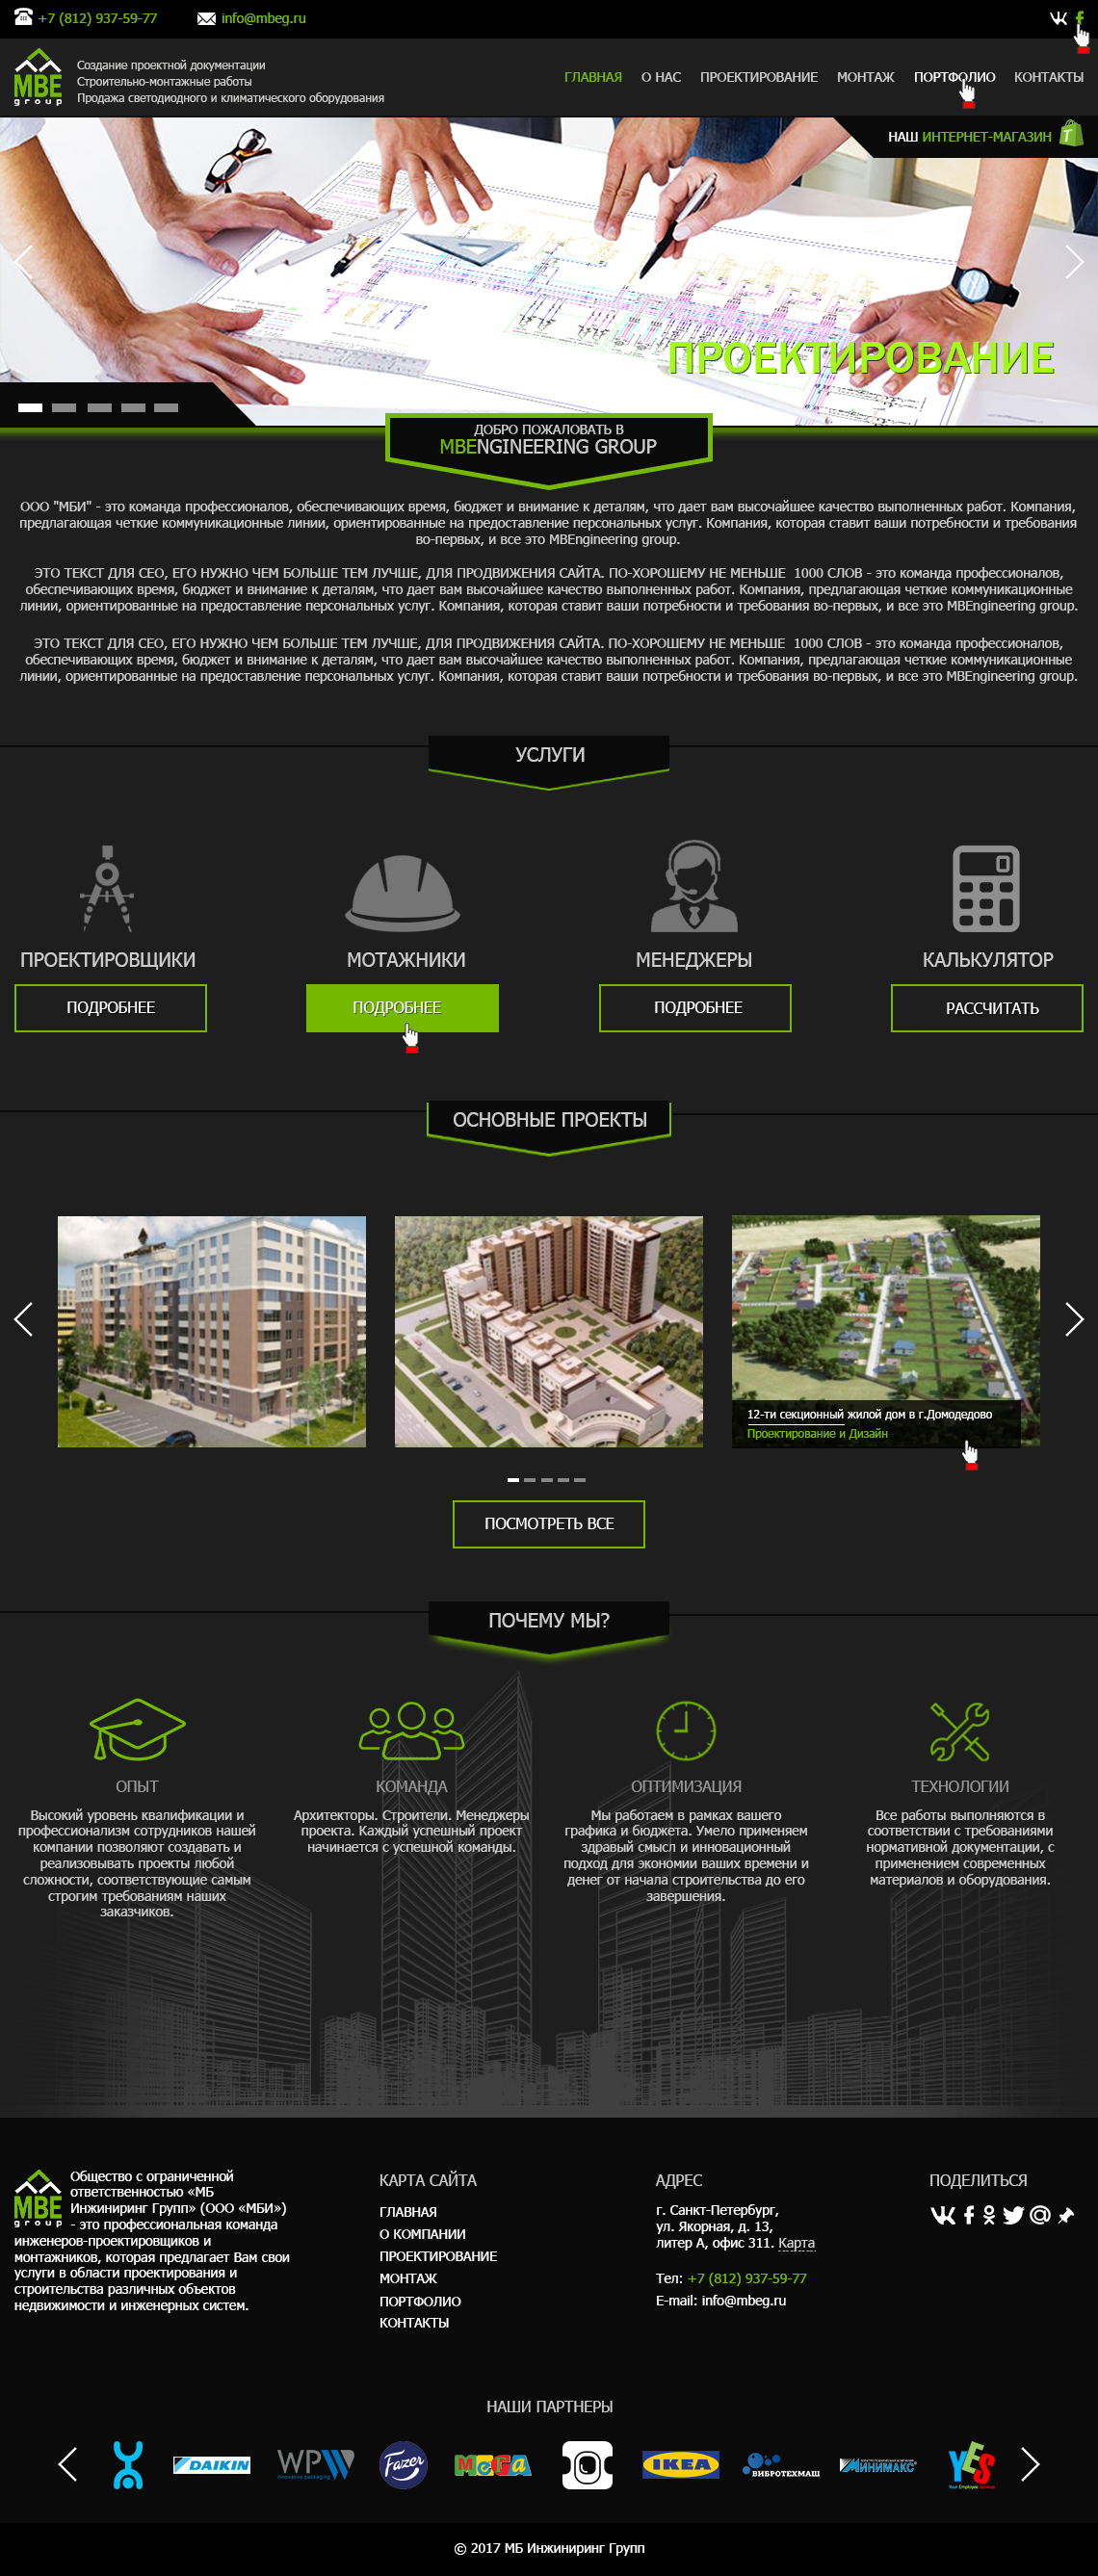 +7 (812) 937-59-77
info@mbeg.ru
MBE
group
Создание проектной документации
Строительно-монтажные работы
Продажа светодиодного и климатического оборудования
ГЛАВНАЯ О НАС ПРОЕКТИРОВАНИЕ МОНТАЖ ПОРТФОЛИО КОНТАКТЫ
НАШ ИНТЕРНЕТ-МАГАЗИН
ПРОЕКТИРОВАНИЕ
ДОБРО ПОЖАЛОВАТЬ В
MBENGINEERING GROUP
ООО "МБИ" - это команда профессионалов, обеспечивающих время, бюджет и внимание к деталям, что дает вам высочайшее качество выполненных работ. Компания,
предлагающая четкие коммуникационные линии, ориентированные на предоставление персональных услуг. Компания, которая ставит ваши потребности и требования
во-первых, и все это MBEngineering group.
ЭТО ТЕКСТ ДЛЯ СЕО, ЕГО НУЖНО ЧЕМ БОЛЬШЕ ТЕМ ЛУЧШЕ, ДЛЯ ПРОДВИЖЕНИЯ САЙТА. ПО-ХОРОШЕМУ НЕ МЕНЬШЕ 1000 СЛОВ - это команда профессионалов,
обеспечивающих время, бюджет и внимание к деталям, что дает вам высочайшее качество выполненных работ. Компания, предлагающая четкие коммуникационные
линии, ориентированные на предоставление персональных услуг. Компания, которая ставит ваши потребности и требования во-первых, и все это MBEngineering group.
ЭТО ТЕКСТ ДЛЯ СЕО, ЕГО НУЖНО ЧЕМ БОЛЬШЕ ТЕМ ЛУЧШЕ, ДЛЯ ПРОДВИЖЕНИЯ САЙТА. ПО-ХОРОШЕМУ НЕ МЕНЬШЕ 1000 СЛОВ - это команда профессионалов,
обеспечивающих время, бюджет и внимание к деталям, что дает вам высочайшее качество выполненных работ. Компания, предлагающая четкие коммуникационные
линии, ориентированные на предоставление персональных услуг. Компания, которая ставит ваши потребности и требования во-первых, и все это MBEngineering group.
УСЛУГИ
ПРОЕКТИРОВЩИКИ
ПОДРОБНЕЕ
МОТАЖНИКИ
ПОДРОБНЕЕ
МЕНЕДЖЕРЫ
ПОДРОБНЕЕ
КАЛЬКУЛЯТОР
РАССЧИТАТЬ
ОСНОВНЫЕ ПРОЕКТЫ
12-ти секционный жилой дом в г.Домодедово
Проектирование и Дизайн
ПОСМОТРЕТЬ ВСЕ
ПОЧЕМУ МЫ?
ОПЫТ
Высокий уровень квалификации и
профессионализм сотрудников нашей
компании позволяют создавать и
реализовывать проекты любой
сложности, соответствующие самым
строгим требованиям наших
заказчиков.
КОМАНДА
Архитекторы. Строители. Менеджеры
проекта. Каждый успешный проект
начинается с успешной команды.
ОПТИМИЗАЦИЯ
Мы работаем в рамках вашего
графика и бюджета. Умело применяем
здравый смысл и инновационный
подход для экономии ваших времени и
денег от начала строительства до его
завершения.
ТЕХНОЛОГИИ
Все работы выполняются в
соответствии с требованиями
нормативной документации, с
применением современных
материалов и оборудования.
MBE
group
Общество с ограниченной
ответственностью «МБ
Инжиниринг Групп» (ООО «МБИ»)
- это профессиональная команда
инженеров-проектировщиков и
монтажников, которая предлагает Вам свои
услуги в области проектирования и
строительства различных объектов
недвижимости и инженерных систем.
КАРТА САЙТА
ГЛАВНАЯ
О КОМПАНИИ
ПРОЕКТИРОВАНИЕ
МОНТАЖ
ПОРТФОЛИО
КОНТАКТЫ
АДРЕС
г. Санкт-Петербург,
ул. Якорная, д. 13,
литер А, офис 311. Карта
Тел: +7 (812) 937-59-77
E-mail: info@mbeg.ru
ПОДЕЛИТЬСЯ
НАШИ ПАРТНЕРЫ
DAIKIN
WPW
innovative packaging
Fazer
МЕГА
IKEA
ВИБРОТЕХМАШ
МИНИМАКС
YES
Your Employee Services
© 2017 МБ Инжиниринг Групп